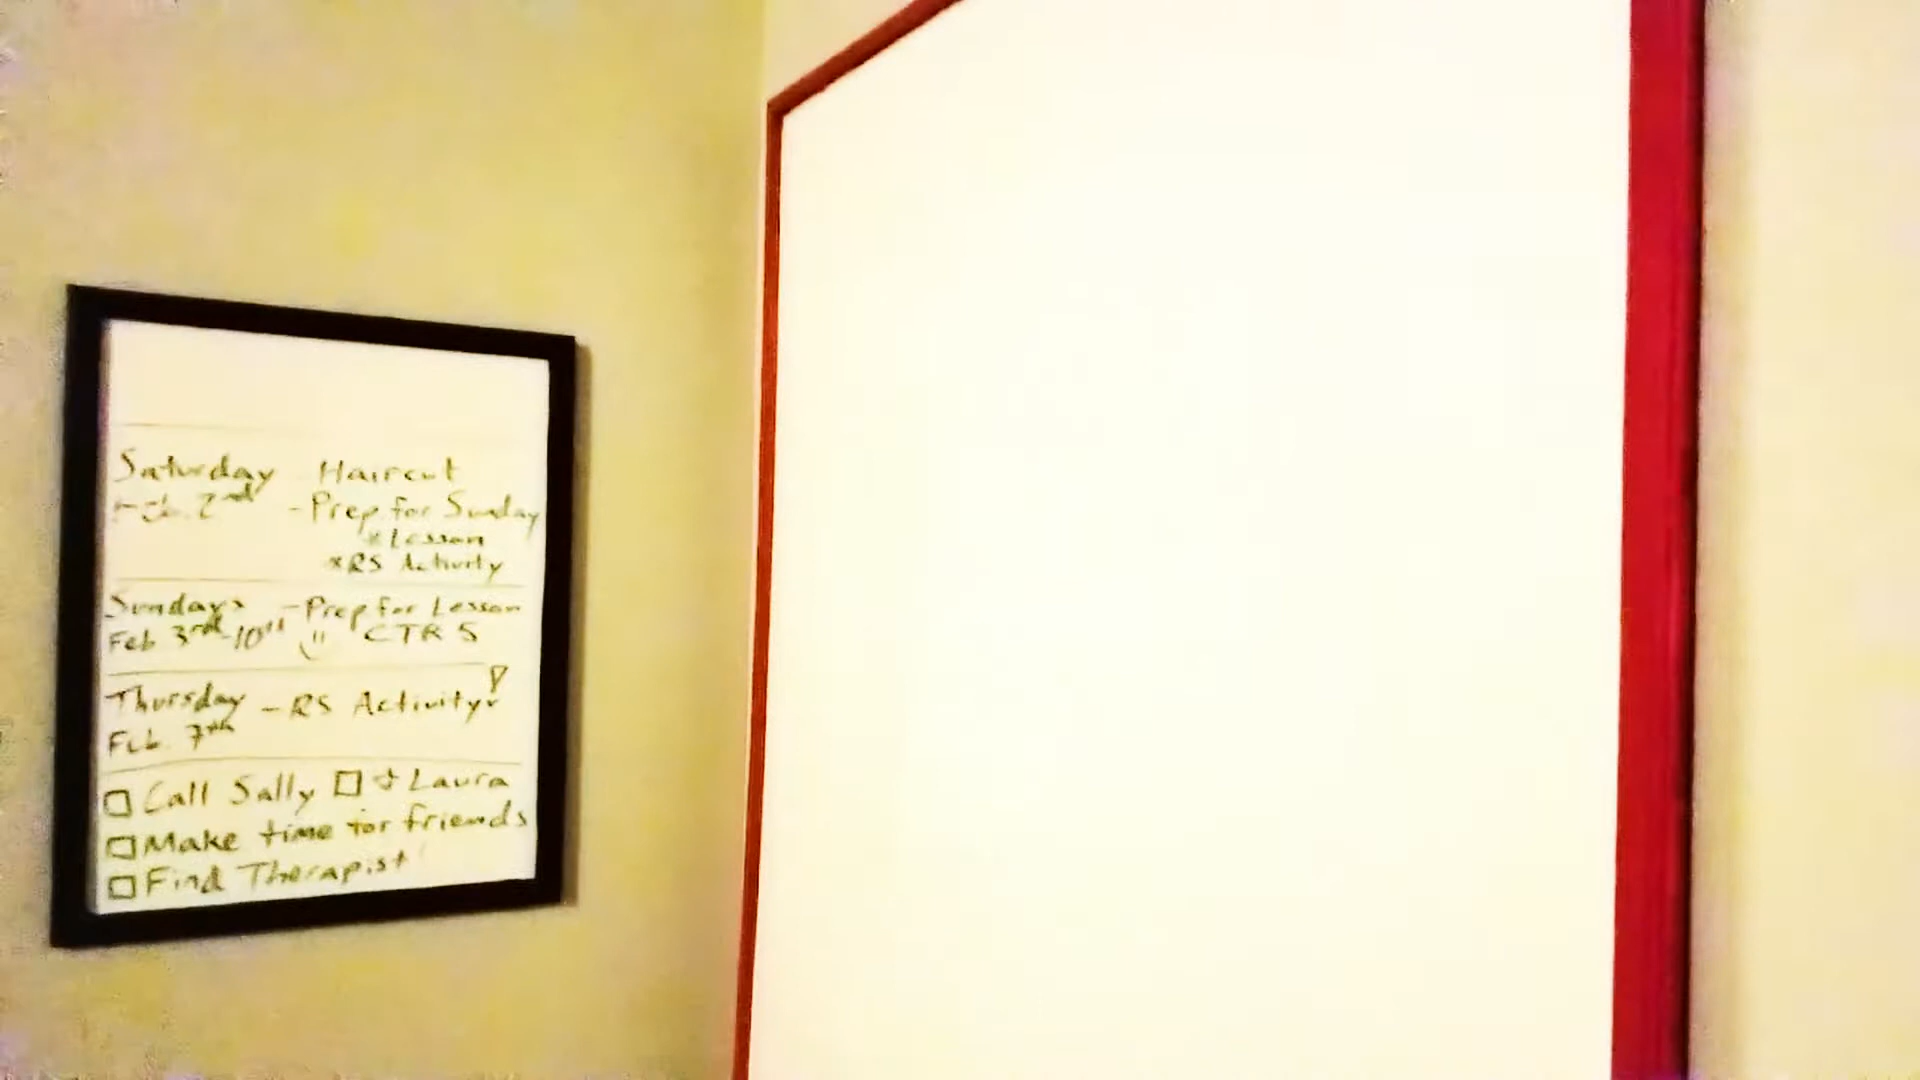 Saturday Haircut
Feb. 2nd - Prep for Sunday
* Lesson
* RS Activity
Sundays - Prep for Lesson
Feb 3rd-10th CTR 5
Thursday - RS Activity!
Feb. 7th
Call Sally + Laura
Make time for friends
Find Therapist